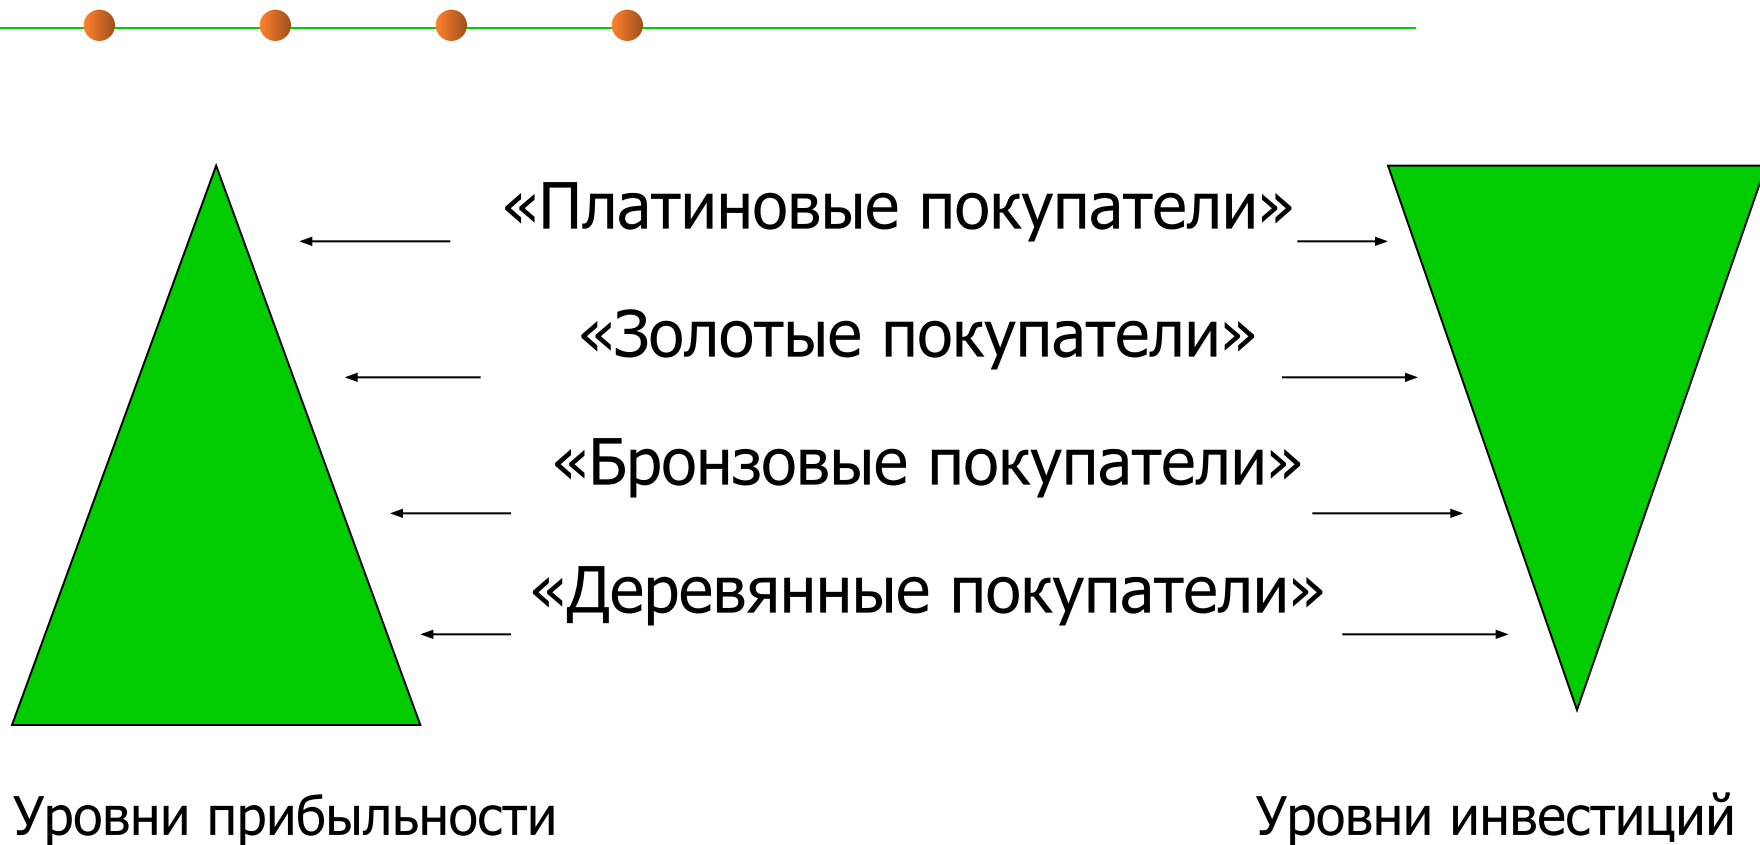 «Платиновые покупатели»
«Золотые покупатели»
«Бронзовые покупатели»
«Деревянные покупатели»
Уровни прибыльности
Уровни инвестиций